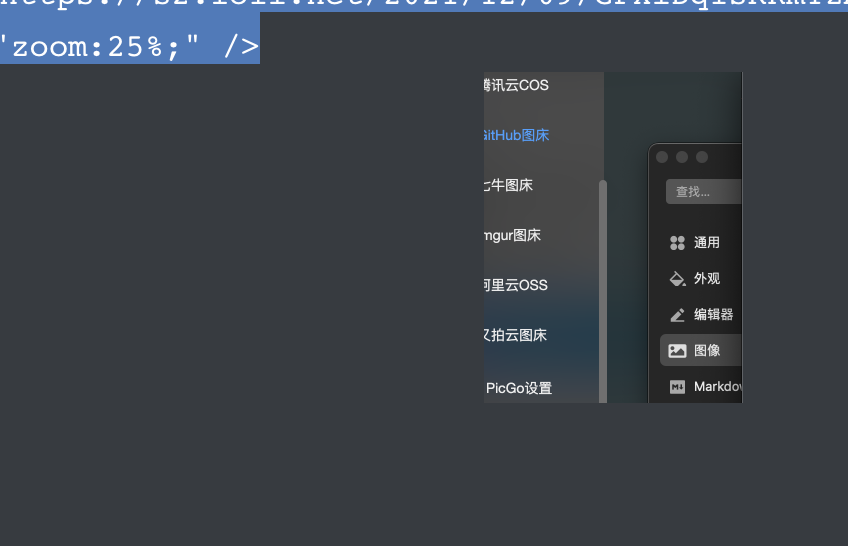 "zoom:25%;" />
腾讯云COS
GitHub图床
七牛图床
mgur图床
阿里云OSS
又拍云图床
PicGo设置
查找...
通用
外观
编辑器
图像
Markdow